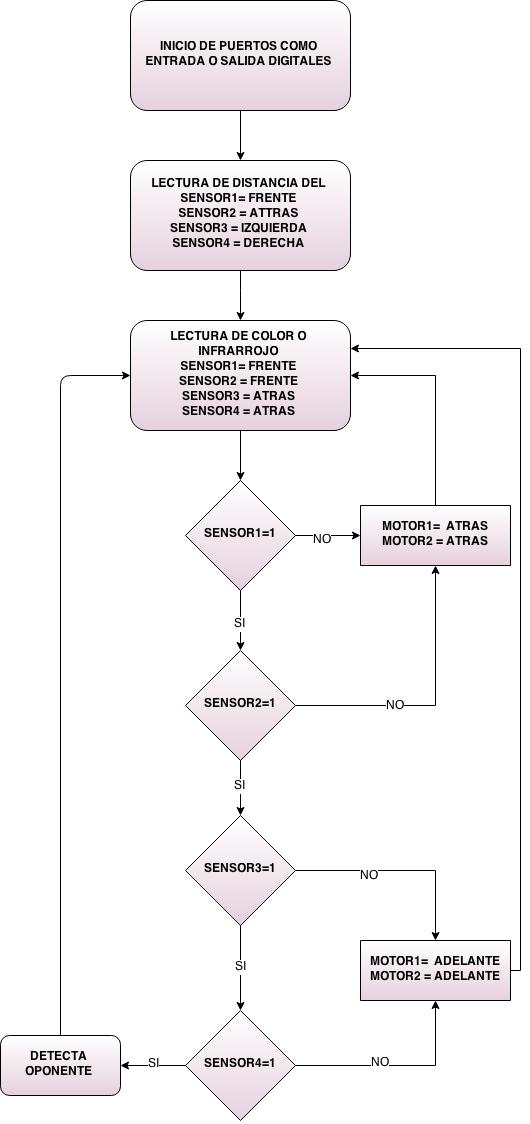 INICIO DE PUERTOS COMO
ENTRADA O SALIDA DIGITALES
LECTURA DE DISTANCIA DEL
SENSOR1= FRENTE
SENSOR2 = ATTRAS
SENSOR3 = IZQUIERDA
SENSOR4 = DERECHA
LECTURA DE COLOR O
INFRARROJO
SENSOR1= FRENTE
SENSOR2 = FRENTE
SENSOR3 = ATRAS
SENSOR4 = ATRAS
SENSOR1=1
NO
MOTOR1= ATRAS
MOTOR2 = ATRAS
SI
SENSOR2=1
NO
SI
SENSOR3=1
NO
MOTOR1= ADELANTE
MOTOR2 = ADELANTE
SI
SENSOR4=1
NO
SI
DETECTA
OPONENTE